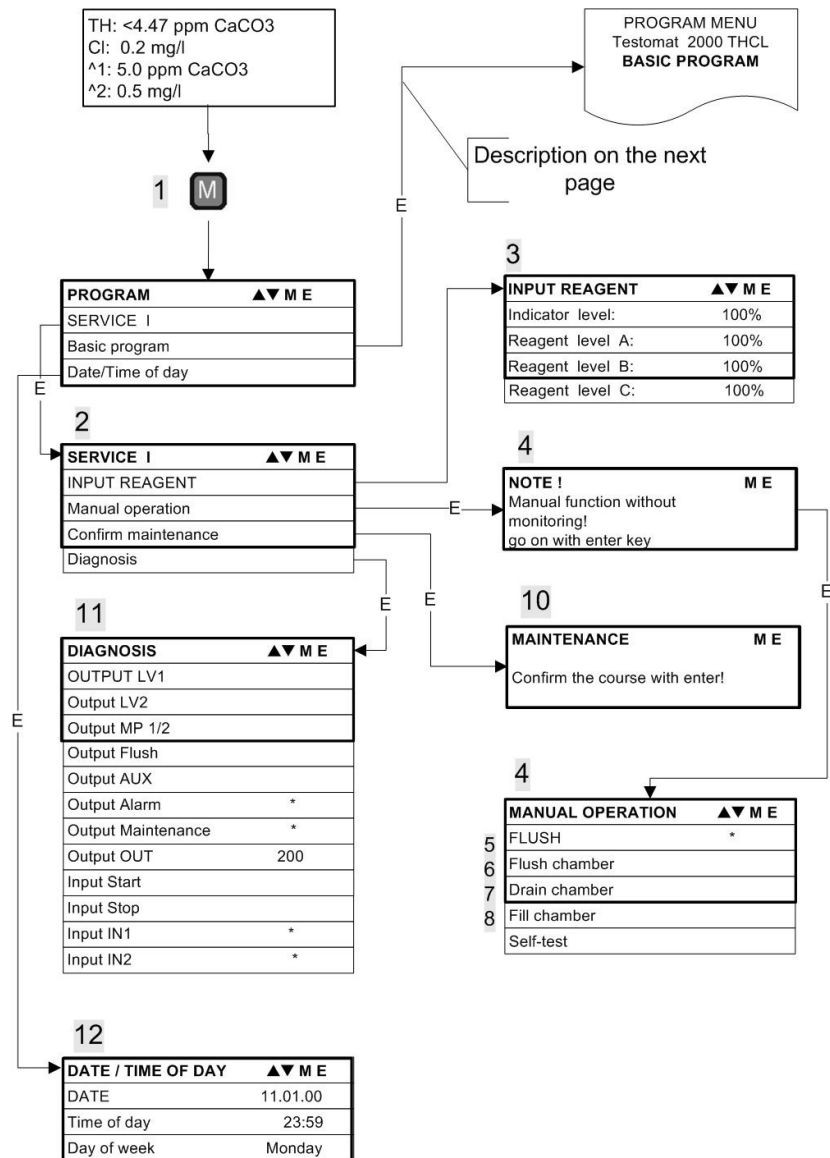 TH: <4.47 ppm CaCO3
Cl: 0.2 mg/l
^1: 5.0 ppm CaCO3
^2: 0.5 mg/l
PROGRAM MENU
Testomat 2000 THCL
BASIC PROGRAM
Description on the next
page
1
M
E
PROGRAM ▲▼ M E
SERVICE I
Basic program
Date/Time of day
E
3
INPUT REAGENT ▲▼ M E
Indicator level: 100%
Reagent level A: 100%
Reagent level B: 100%
Reagent level C: 100%
2
SERVICE I ▲▼ M E
INPUT REAGENT
Manual operation
Confirm maintenance
Diagnosis
E
4
NOTE ! M E
Manual function without
monitoring!
go on with enter key
E
E
E
10
MAINTENANCE M E
Confirm the course with enter!
11
DIAGNOSIS ▲▼ M E
OUTPUT LV1
Output LV2
Output MP 1/2
Output Flush
Output AUX
Output Alarm *
Output Maintenance *
Output OUT 200
Input Start
Input Stop
Input IN1 *
Input IN2 *
E
4
MANUAL OPERATION ▲▼ M E
5 FLUSH *
6 Flush chamber
7 Drain chamber
8 Fill chamber
Self-test
12
DATE / TIME OF DAY ▲▼ M E
DATE 11.01.00
Time of day 23:59
Day of week Monday